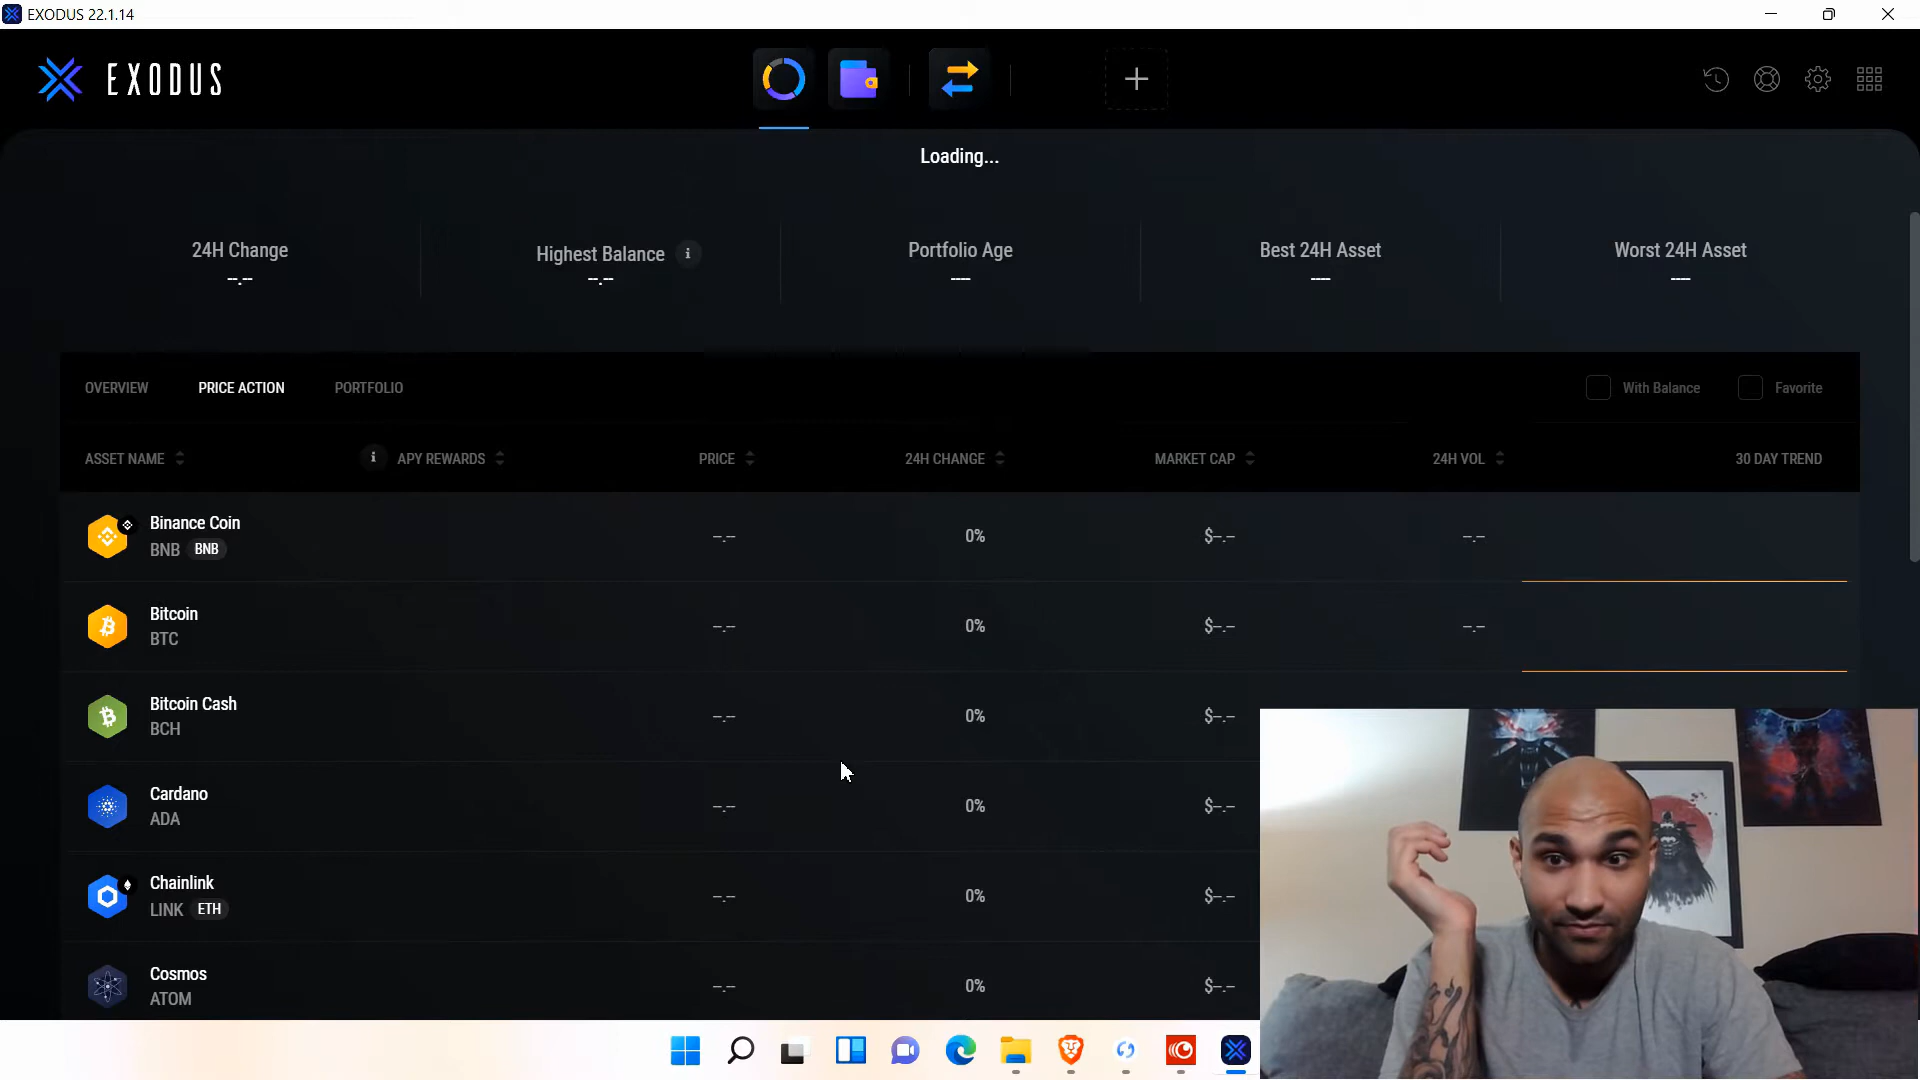 EXODUS 22.1.14
EXODUS
Loading...
24H Change
--.--
Highest Balance i
--.--
Portfolio Age
----
Best 24H Asset
----
Worst 24H Asset
----
OVERVIEW PRICE ACTION PORTFOLIO With Balance Favorite
ASSET NAME i APY REWARDS PRICE 24H CHANGE MARKET CAP 24H VOL 30 DAY TREND
Binance Coin
BNB BNB
--.-- 0% $--.-- --.--
Bitcoin
BTC
--.-- 0% $--.-- --.--
Bitcoin Cash
BCH
--.-- 0% $--.--
Cardano
ADA
--.-- 0% $--.--
Chainlink
LINK ETH
--.-- 0% $--.--
Cosmos
ATOM
--.-- 0% $--.--